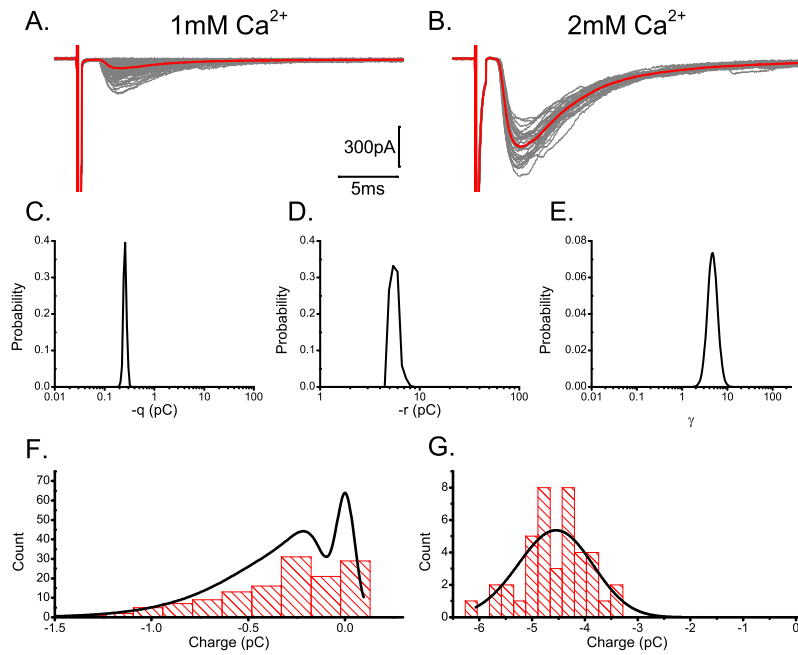 A. 1mM Ca²⁺ B. 2mM Ca²⁺
300pA
5ms
C. D. E.
0.4 0.4 0.08
0.3 0.3 0.06
0.2 0.2 0.04
0.1 0.1 0.02
0.0 0.0 0.00
Probability Probability Probability
0.01 0.1 1 10 100 1 10 100 0.01 0.1 1 10 100
-q (pC) -r (pC) γ
F. G.
70
60
50
40
30
20
10
0
Count
-1.5 -1.0 -0.5 0.0
Charge (pC)
8
6
4
2
0
Count
-6 -5 -4 -3 -2 -1 0
Charge (pC)